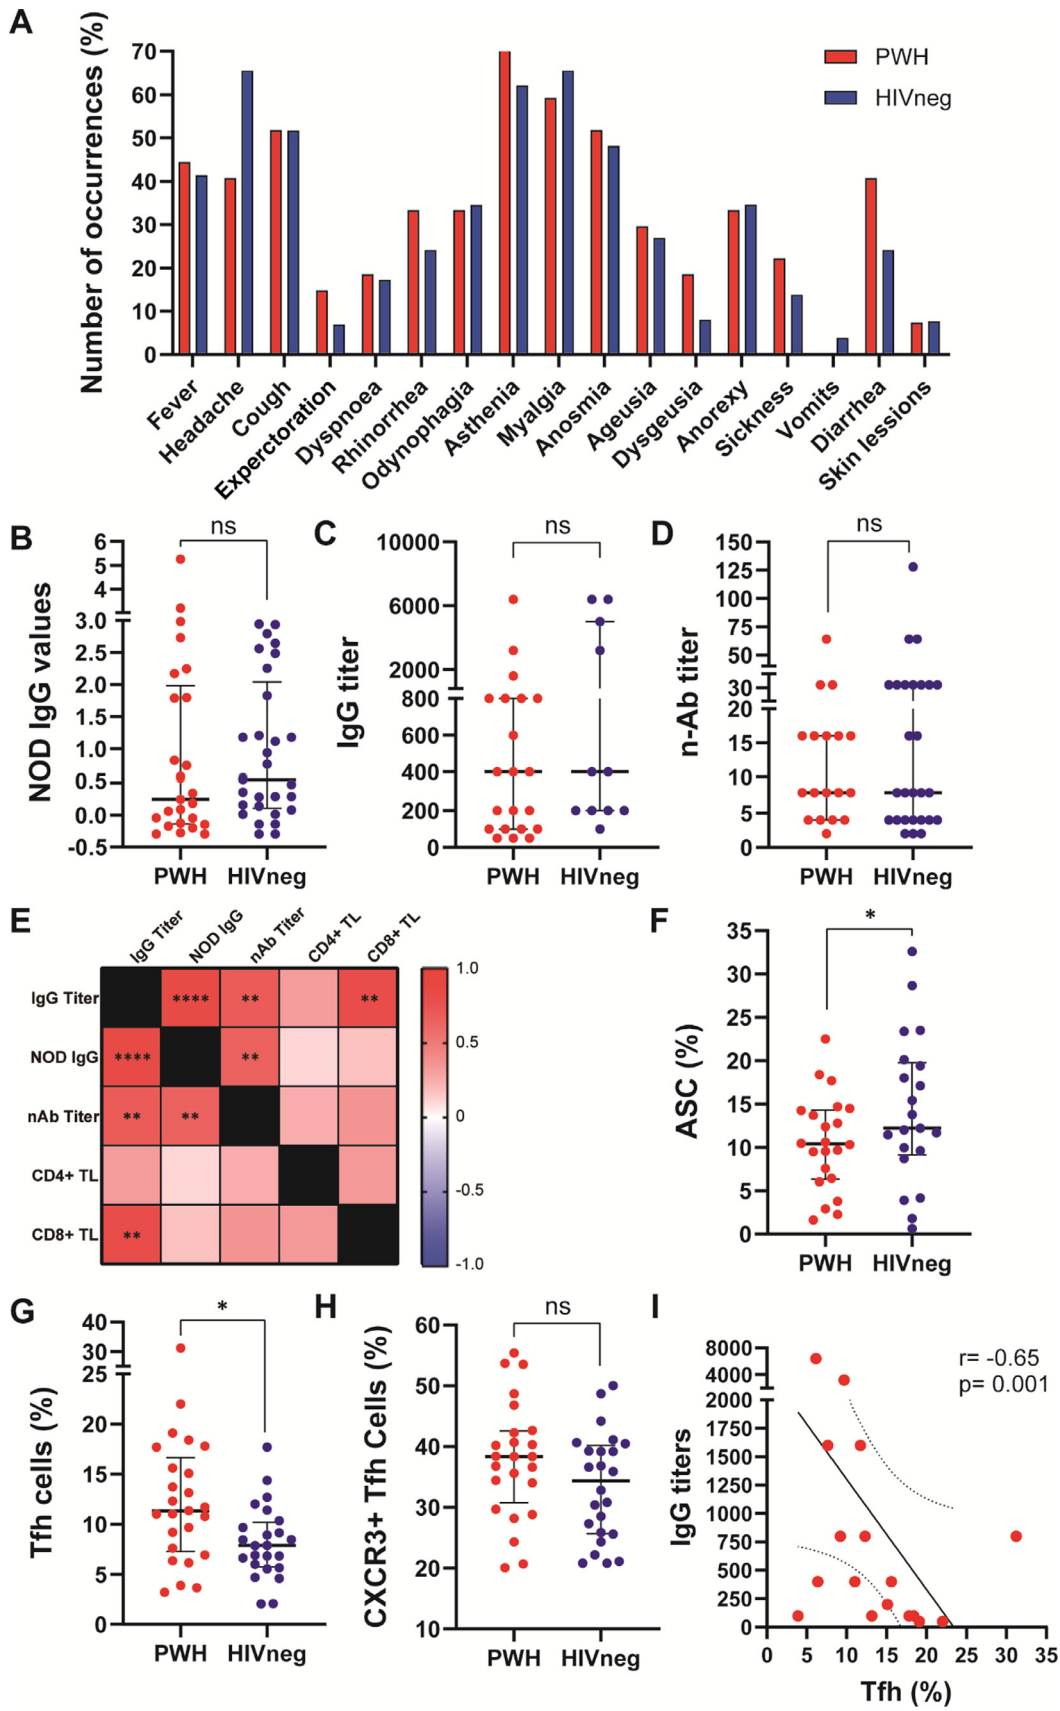 A
Number of occurrences (%)
70
60
50
40
30
20
10
0
PWH
HIVneg
Fever
Headache
Cough
Experctoration
Dyspnoea
Rhinorrhea
Odynophagia
Asthenia
Myalgia
Anosmia
Ageusia
Dysgeusia
Anorexy
Sickness
Vomits
Diarrhea
Skin lessions
B
NOD IgG values
ns
6
5
4
3.0
2.5
2.0
1.5
1.0
0.5
0.0
-0.5
PWH HIVneg
C
IgG titer
ns
10000
6000
2000
800
600
400
200
0
PWH HIVneg
D
n-Ab titer
ns
150
125
100
75
50
30
20
15
10
5
0
PWH HIVneg
E
IgG Titer
NOD IgG
nAb Titer
CD4+ TL
CD8+ TL
IgG Titer **** ** **
NOD IgG **** **
nAb Titer ** **
CD4+ TL
CD8+ TL **
1.0
0.5
0
-0.5
-1.0
F
ASC (%)
*
35
30
25
20
15
10
5
0
PWH HIVneg
G
Tfh cells (%)
*
40
30
25
20
15
10
5
0
PWH HIVneg
H
CXCR3+ Tfh Cells (%)
ns
60
50
40
30
20
10
PWH HIVneg
I
IgG titers
r= -0.65
p= 0.001
8000
4000
2000
1750
1500
1250
1000
750
500
250
0
0 5 10 15 20 25 30 35
Tfh (%)